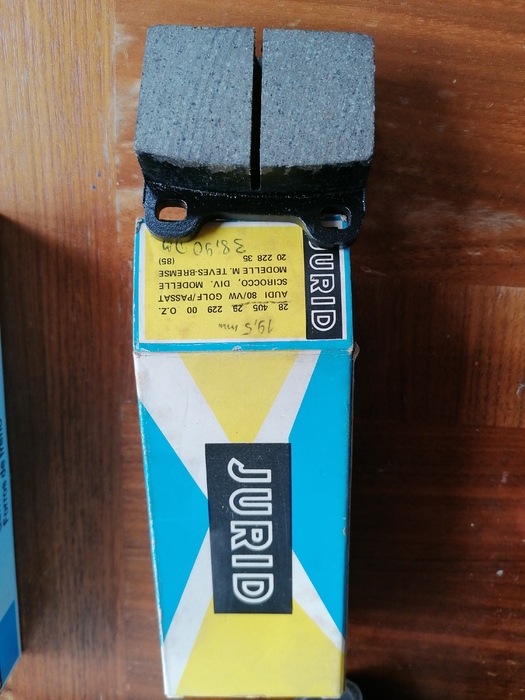 JURID
19,5 mm
28 405 29 229 00 O.Z.
AUDI 80/VW GOLF/PASSAT
SCIROCCO, DIV. MODELLE
MODELLE M. TEVES-BREMSE
20 228 35 (85)
38,90 DM
JURID